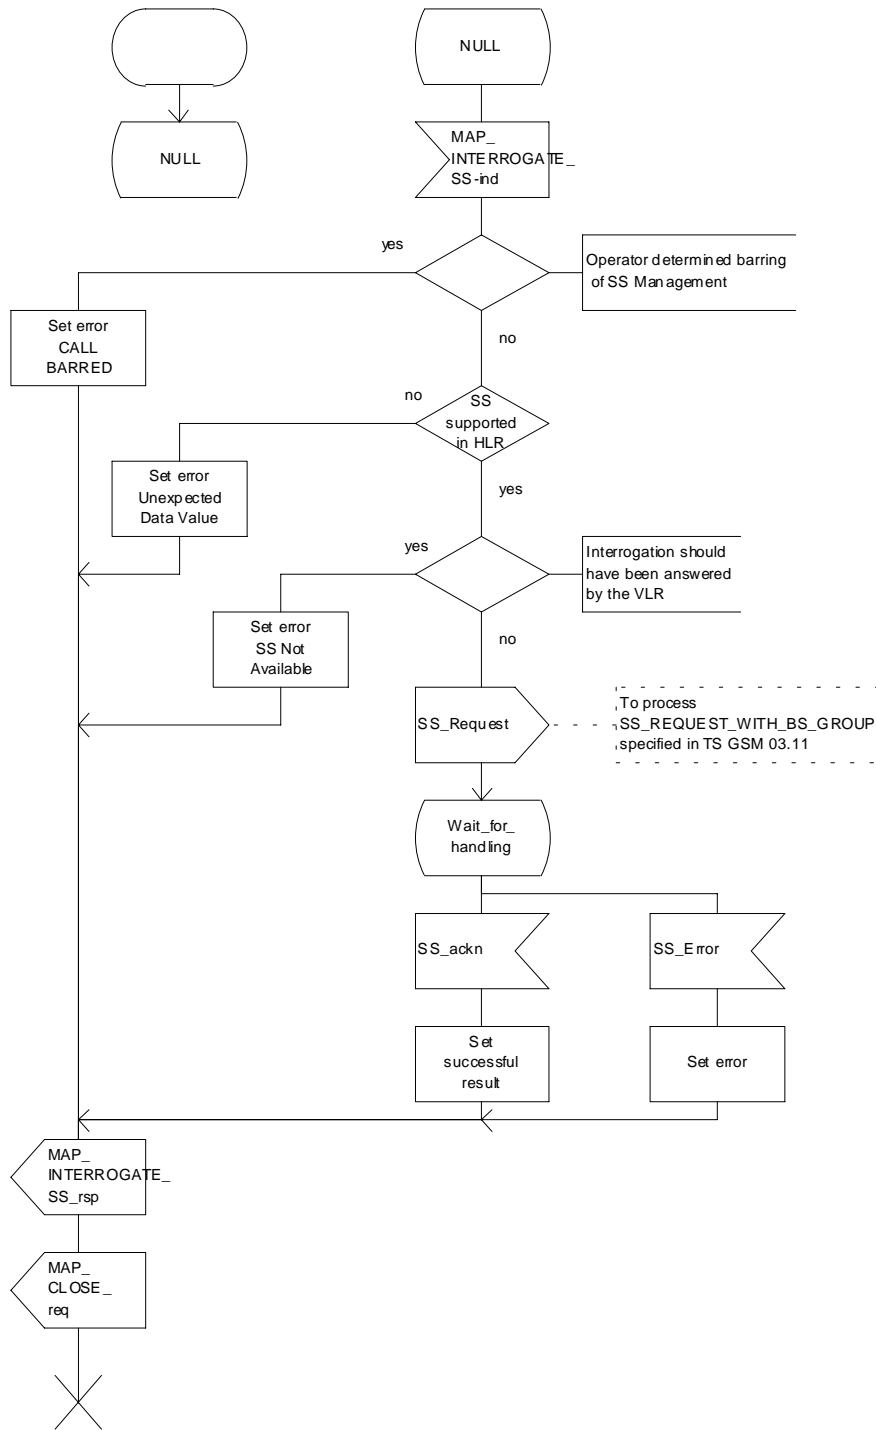 NULL
NULL
MAP_
INTERROGATE_
SS-ind
yes
Operator determined barring
of SS Management
Set error
CALL
BARRED
no
no
SS
supported
in HLR
Set error
Unexpected
Data Value
yes
yes
Interrogation should
have been answered
by the VLR
Set error
SS Not
Available
no
SS_Request
To process
SS_REQUEST_WITH_BS_GROUP
specified in TS GSM 03.11
Wait_for_
handling
SS_ackn
SS_Error
Set
successful
result
Set error
MAP_
INTERROGATE_
SS_rsp
MAP_
CLOSE_
req